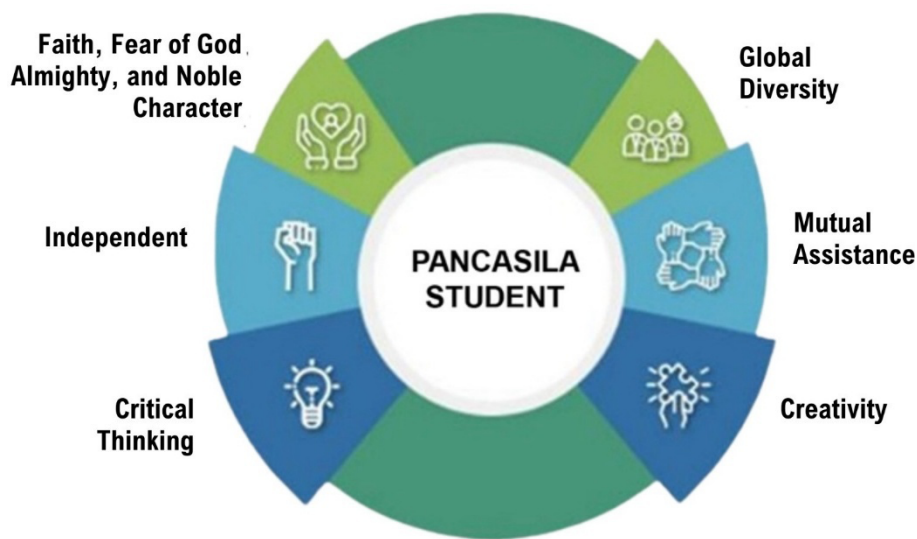 Faith, Fear of God
Almighty, and Noble
Character
Global
Diversity
Independent
PANCASILA
STUDENT
Mutual
Assistance
Critical
Thinking
Creativity